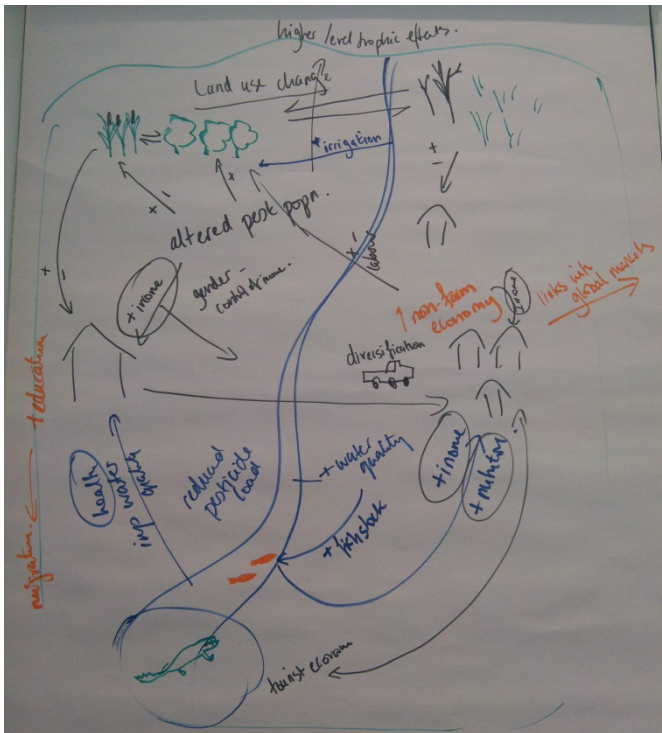 higher level trophic effects.
Land use change
irrigation
+
-
+ -
+
altered pest popn.
+ -
labour
+
-
+ income
gender -
control of income.
↑ non-farm
economy
income
links with
global markets
diversification
+ education
migration
health
imp water
quality
reduced
pesticide
load
+ water
quality
+ fish stock
+ income
+ nutrition
tourist econom